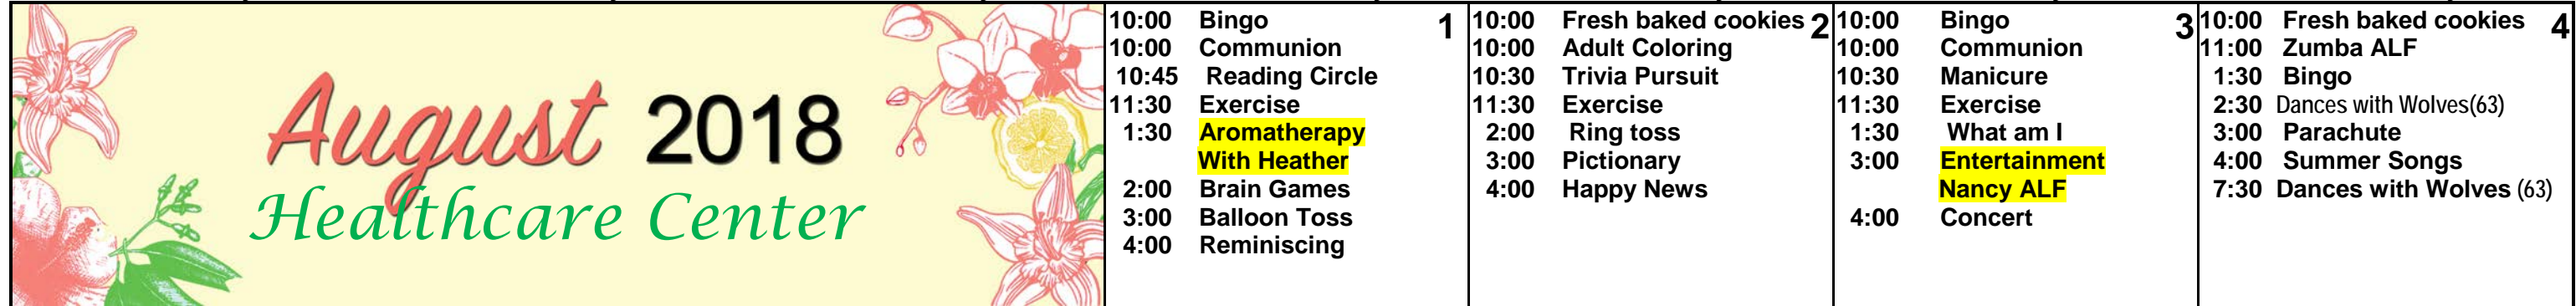 August 2018
Healthcare Center
1
10:00 Bingo
10:00 Communion
10:45 Reading Circle
11:30 Exercise
1:30 Aromatherapy
With Heather
2:00 Brain Games
3:00 Balloon Toss
4:00 Reminiscing
2
10:00 Fresh baked cookies
10:00 Adult Coloring
10:30 Trivia Pursuit
11:30 Exercise
2:00 Ring toss
3:00 Pictionary
4:00 Happy News
3
10:00 Bingo
10:00 Communion
10:30 Manicure
11:30 Exercise
1:30 What am I
3:00 Entertainment
Nancy ALF
4:00 Concert
4
10:00 Fresh baked cookies
11:00 Zumba ALF
1:30 Bingo
2:30 Dances with Wolves(63)
3:00 Parachute
4:00 Summer Songs
7:30 Dances with Wolves (63)